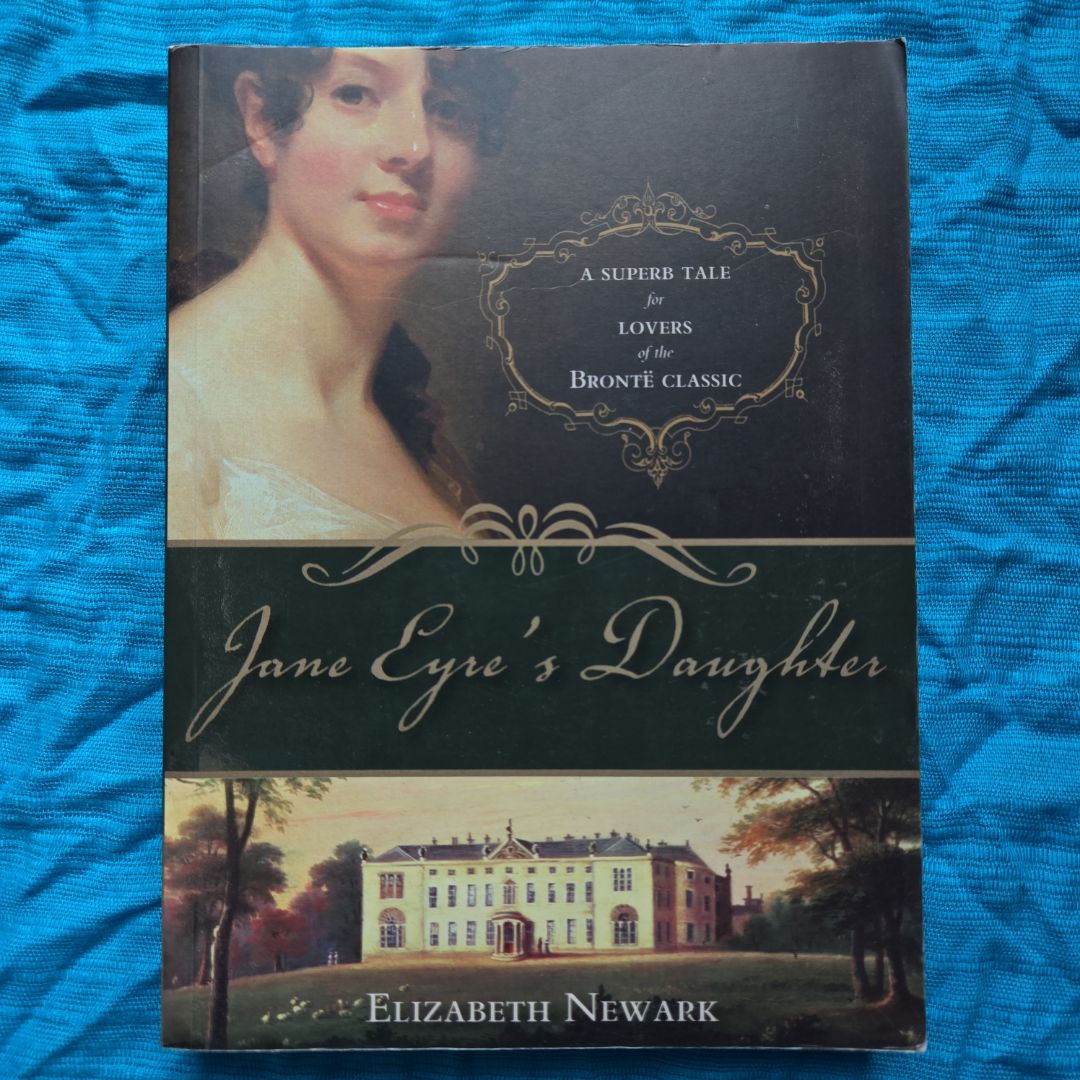 A SUPERB TALE
for
LOVERS
of the
BRONTË CLASSIC
Jane Eyre's Daughter
ELIZABETH NEWARK